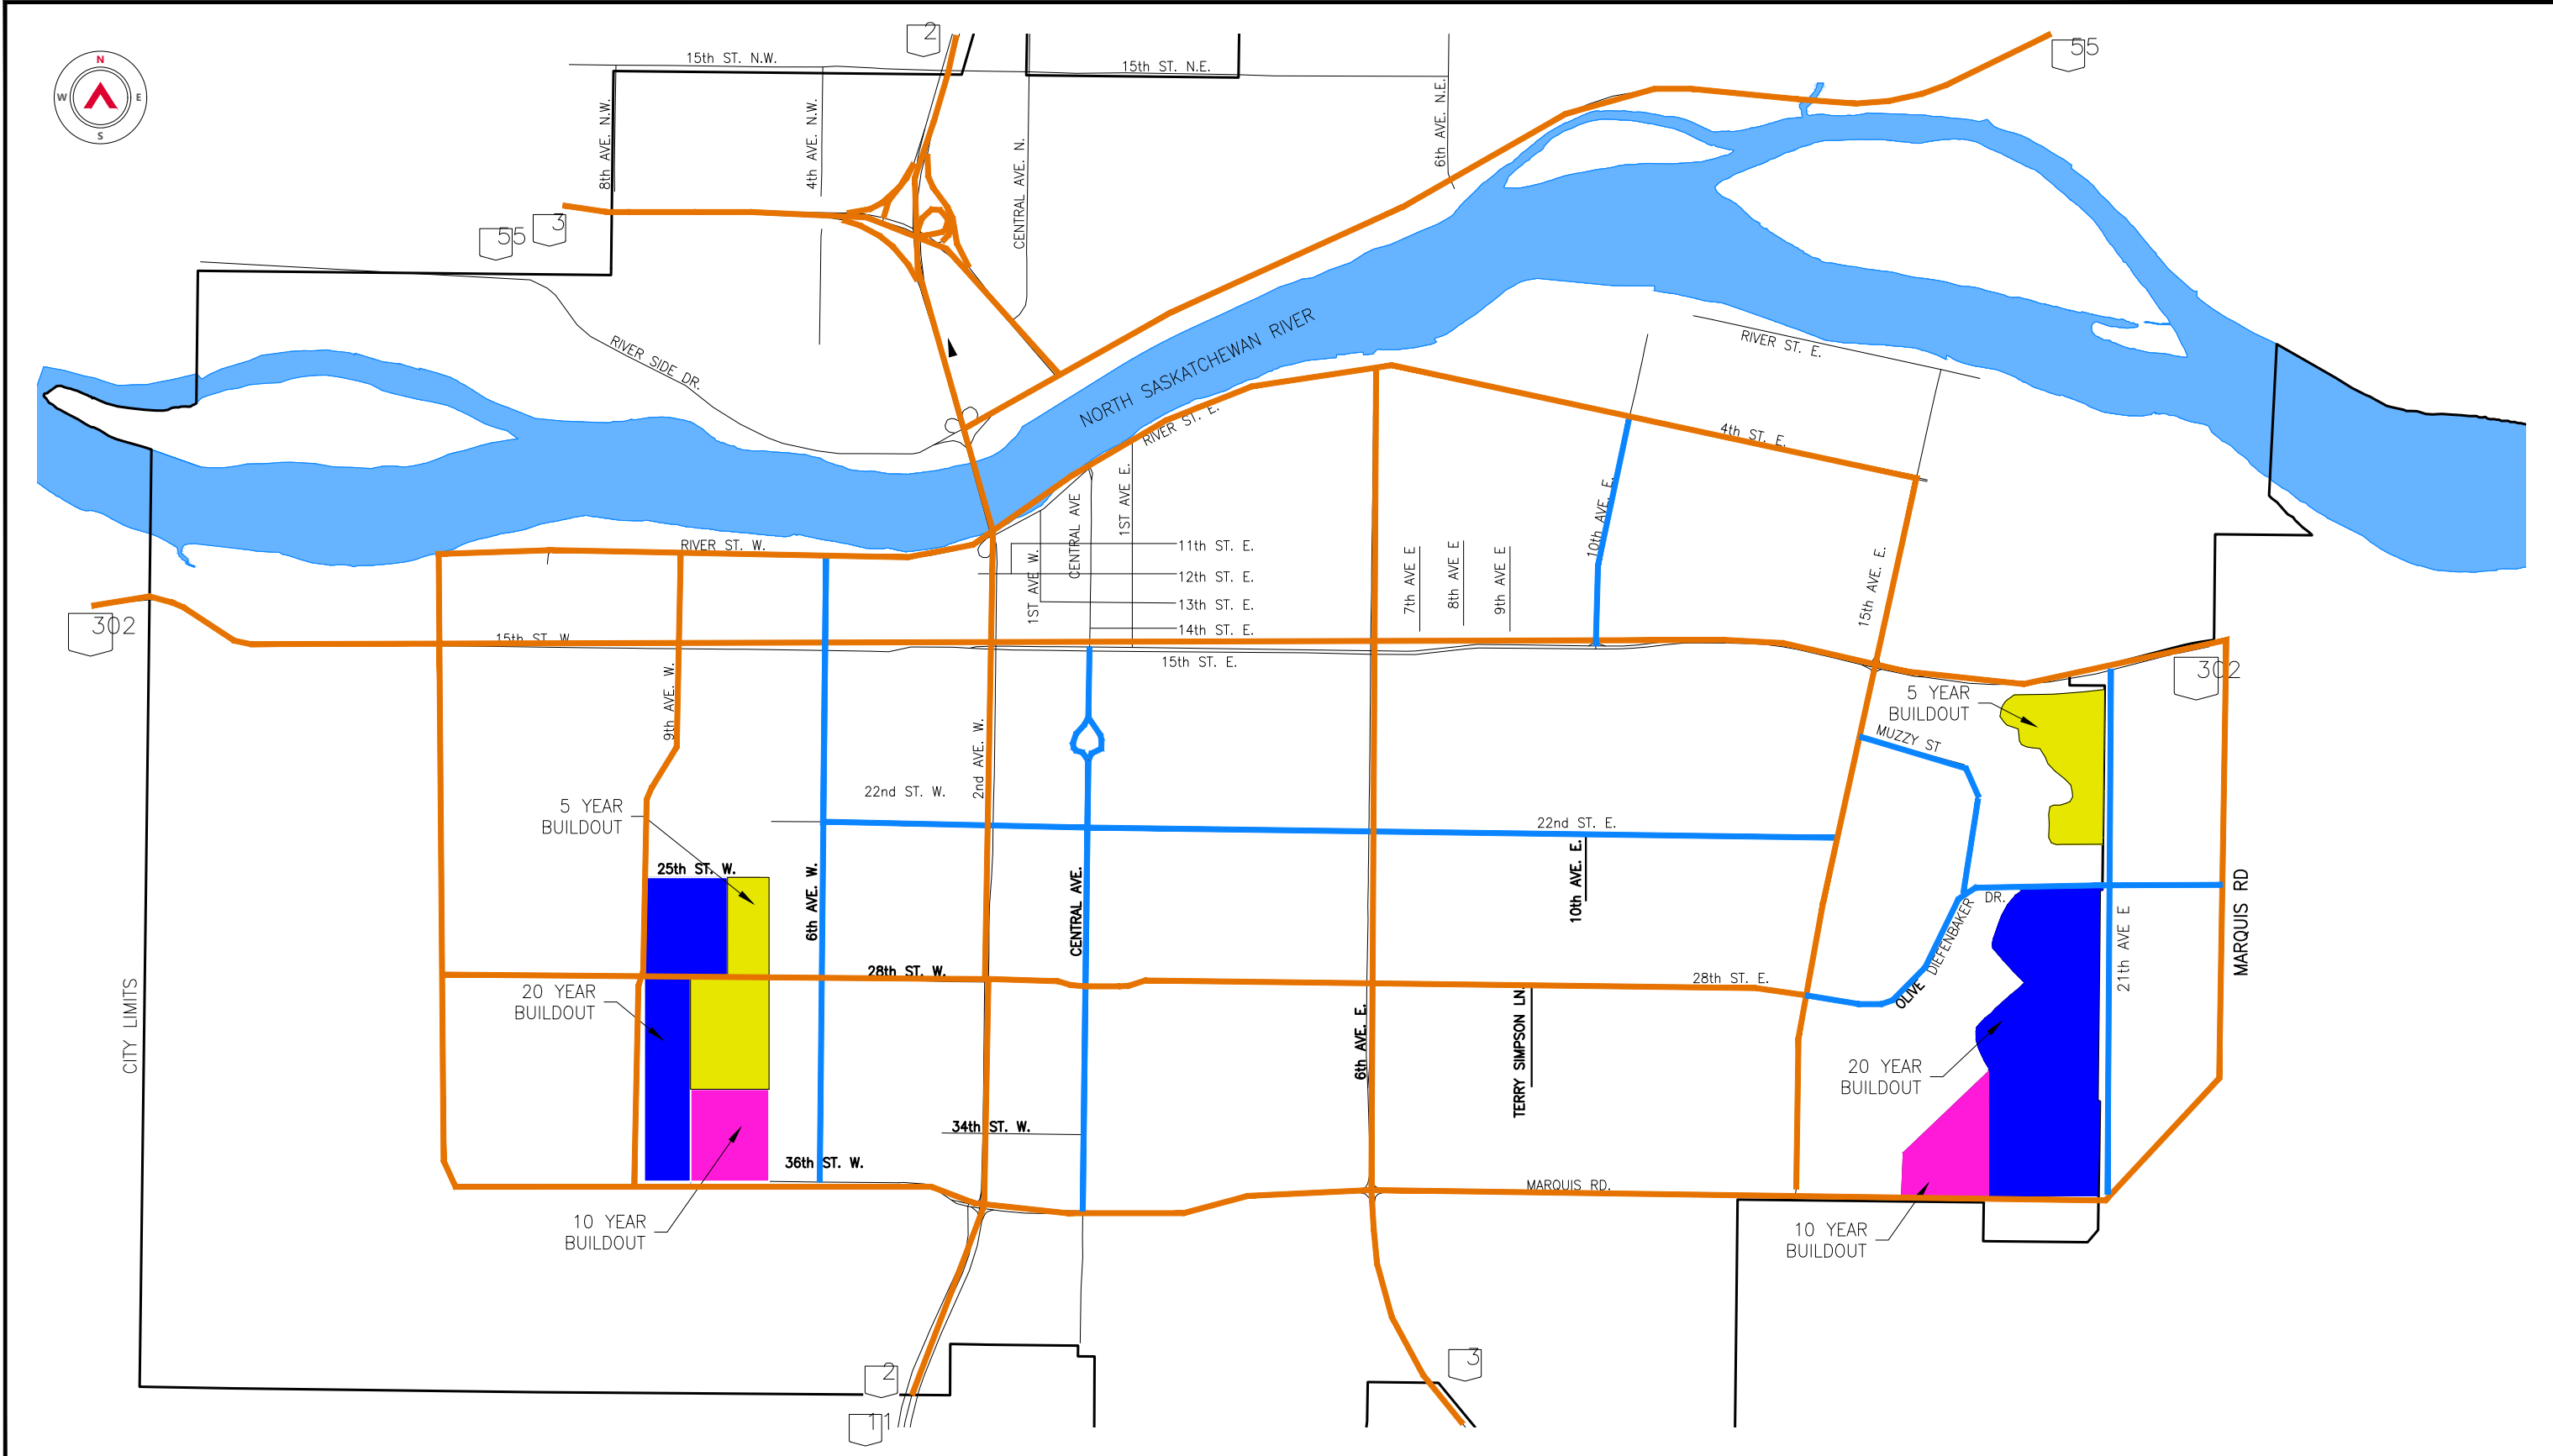 2
55
N
W
E
S
15th ST. N.W.
15th ST. N.E.
8th AVE. N.W.
4th AVE. N.W.
CENTRAL AVE. N.
6th AVE. N.E.
3
55
RIVER SIDE DR.
NORTH SASKATCHEWAN RIVER
RIVER ST. E.
RIVER ST. E.
4th ST. E.
1ST AVE E.
CENTRAL AVE
1ST AVE W.
10th AVE. E.
RIVER ST. W.
11th ST. E.
12th ST. E.
13th ST. E.
14th ST. E.
7th AVE E
8th AVE E
9th AVE E
15th AVE. E.
302
15th ST. W.
15th ST. E.
302
9th AVE. W.
2nd AVE. W.
5 YEAR
BUILDOUT
MUZZY ST
5 YEAR
BUILDOUT
22nd ST. W.
22nd ST. E.
25th ST. W.
6th AVE. W.
CENTRAL AVE.
10th AVE. E.
OLIVE DIEFENBAKER DR.
21th AVE E
MARQUIS RD
28th ST. W.
28th ST. E.
CITY LIMITS
20 YEAR
BUILDOUT
6th AVE. E.
TERRY SIMPSON LN.
20 YEAR
BUILDOUT
34th ST. W.
36th ST. W.
MARQUIS RD.
10 YEAR
BUILDOUT
10 YEAR
BUILDOUT
2
3
11